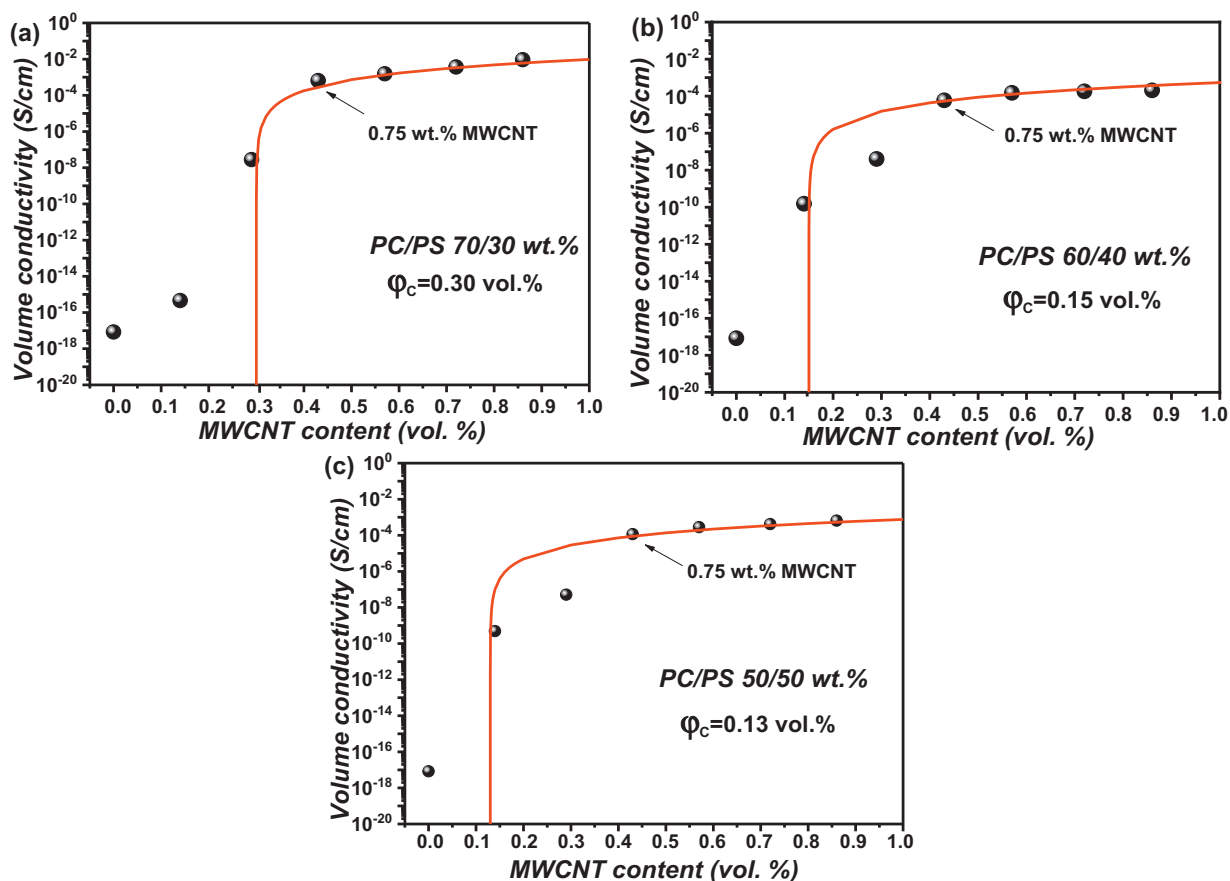 (a)
Volume conductivity (S/cm)
10^0
10^-2
10^-4
10^-6
10^-8
10^-10
10^-12
10^-14
10^-16
10^-18
10^-20
0.75 wt.% MWCNT
PC/PS 70/30 wt.%
φc=0.30 vol.%
0.0 0.1 0.2 0.3 0.4 0.5 0.6 0.7 0.8 0.9 1.0
MWCNT content (vol. %)
(b)
Volume conductivity (S/cm)
10^0
10^-2
10^-4
10^-6
10^-8
10^-10
10^-12
10^-14
10^-16
10^-18
10^-20
0.75 wt.% MWCNT
PC/PS 60/40 wt.%
φc=0.15 vol.%
0.0 0.1 0.2 0.3 0.4 0.5 0.6 0.7 0.8 0.9 1.0
MWCNT content (vol. %)
(c)
Volume conductivity (S/cm)
10^0
10^-2
10^-4
10^-6
10^-8
10^-10
10^-12
10^-14
10^-16
10^-18
10^-20
0.75 wt.% MWCNT
PC/PS 50/50 wt.%
φc=0.13 vol.%
0.0 0.1 0.2 0.3 0.4 0.5 0.6 0.7 0.8 0.9 1.0
MWCNT content (vol. %)